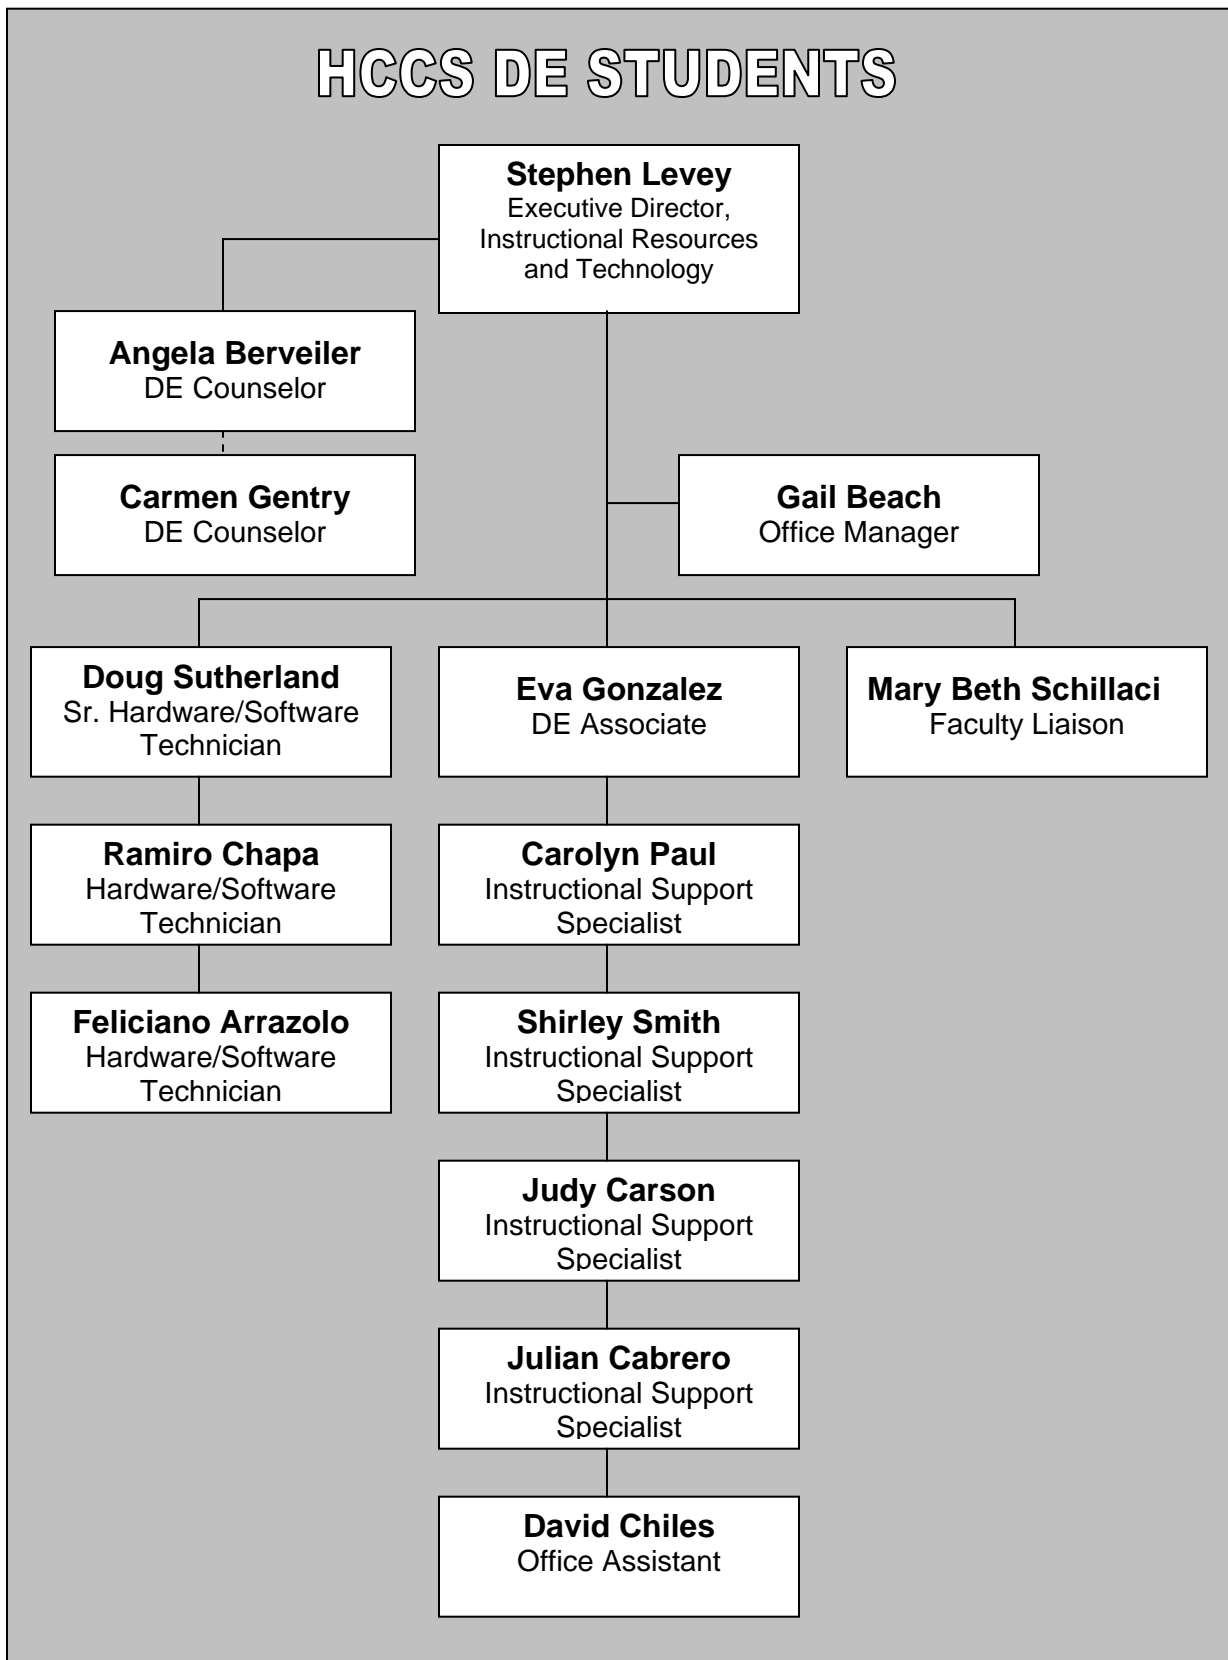 HCCS DE STUDENTS
Stephen Levey
Executive Director,
Instructional Resources
and Technology
Angela Berveiler
DE Counselor
Carmen Gentry
DE Counselor
Gail Beach
Office Manager
Doug Sutherland
Sr. Hardware/Software
Technician
Eva Gonzalez
DE Associate
Mary Beth Schillaci
Faculty Liaison
Ramiro Chapa
Hardware/Software
Technician
Carolyn Paul
Instructional Support
Specialist
Feliciano Arrazolo
Hardware/Software
Technician
Shirley Smith
Instructional Support
Specialist
Judy Carson
Instructional Support
Specialist
Julian Cabrero
Instructional Support
Specialist
David Chiles
Office Assistant